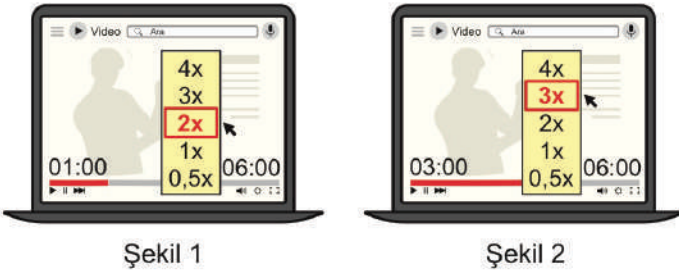 Video Ara
4x
3x
2x
1x
0,5x
01:00
06:00
Şekil 1
Video Ara
4x
3x
2x
1x
0,5x
03:00
06:00
Şekil 2